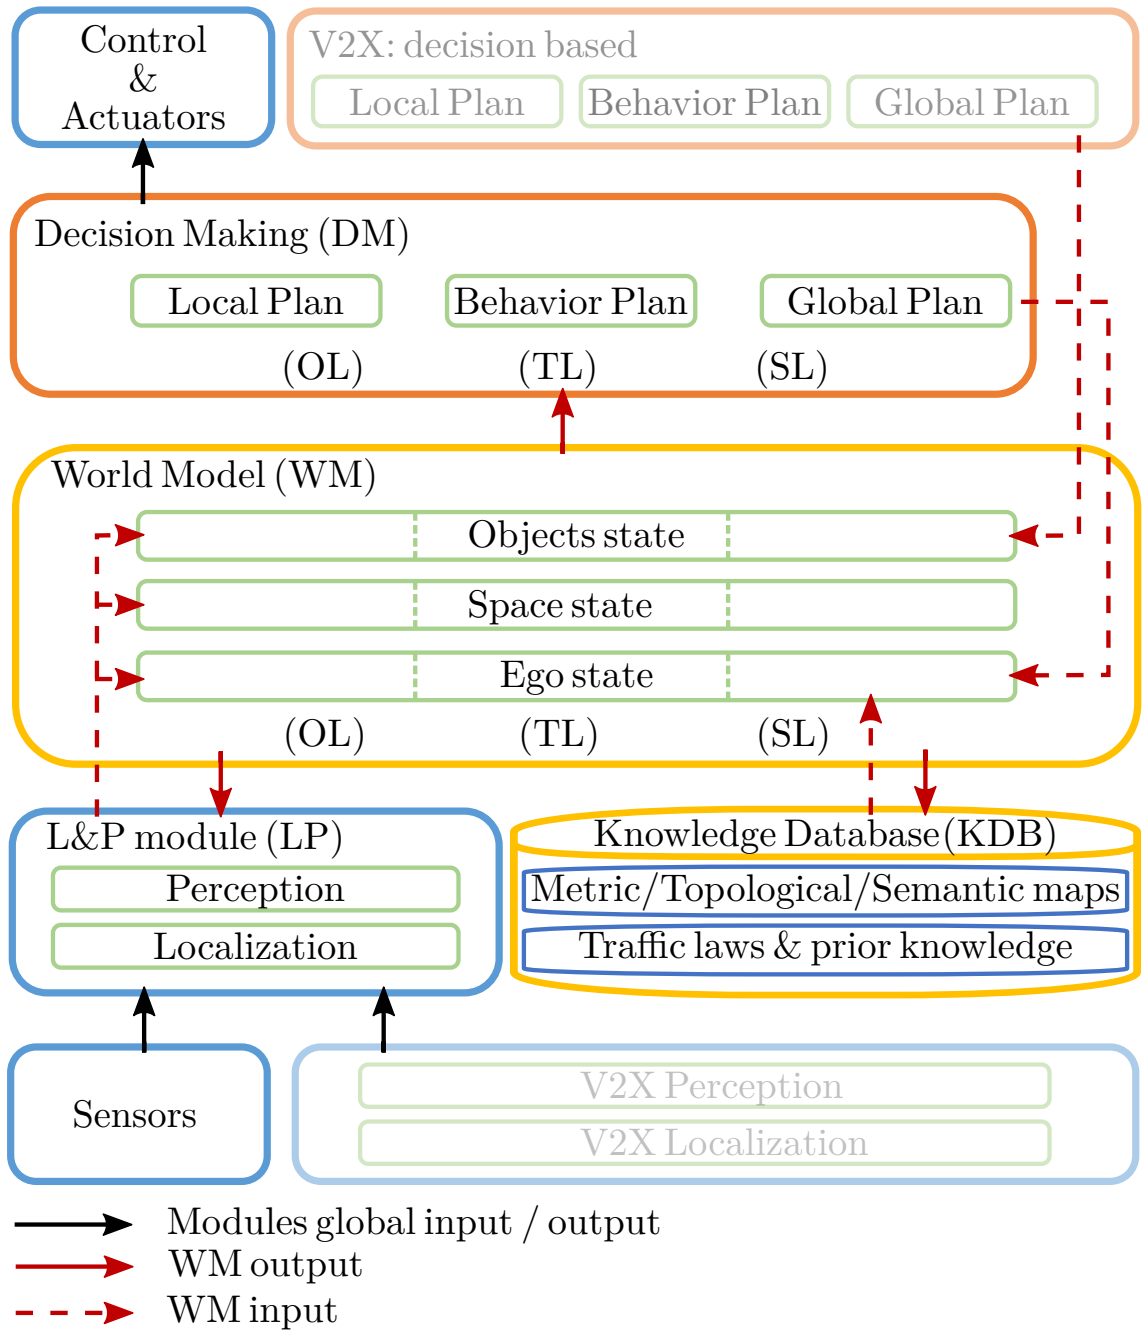 Control
&
Actuators
V2X: decision based
Local Plan
Behavior Plan
Global Plan
Decision Making (DM)
Local Plan
Behavior Plan
Global Plan
(OL)
(TL)
(SL)
World Model (WM)
Objects state
Space state
Ego state
(OL)
(TL)
(SL)
L&P module (LP)
Perception
Localization
Knowledge Database(KDB)
Metric/Topological/Semantic maps
Traffic laws & prior knowledge
Sensors
V2X Perception
V2X Localization
Modules global input / output
WM output
WM input